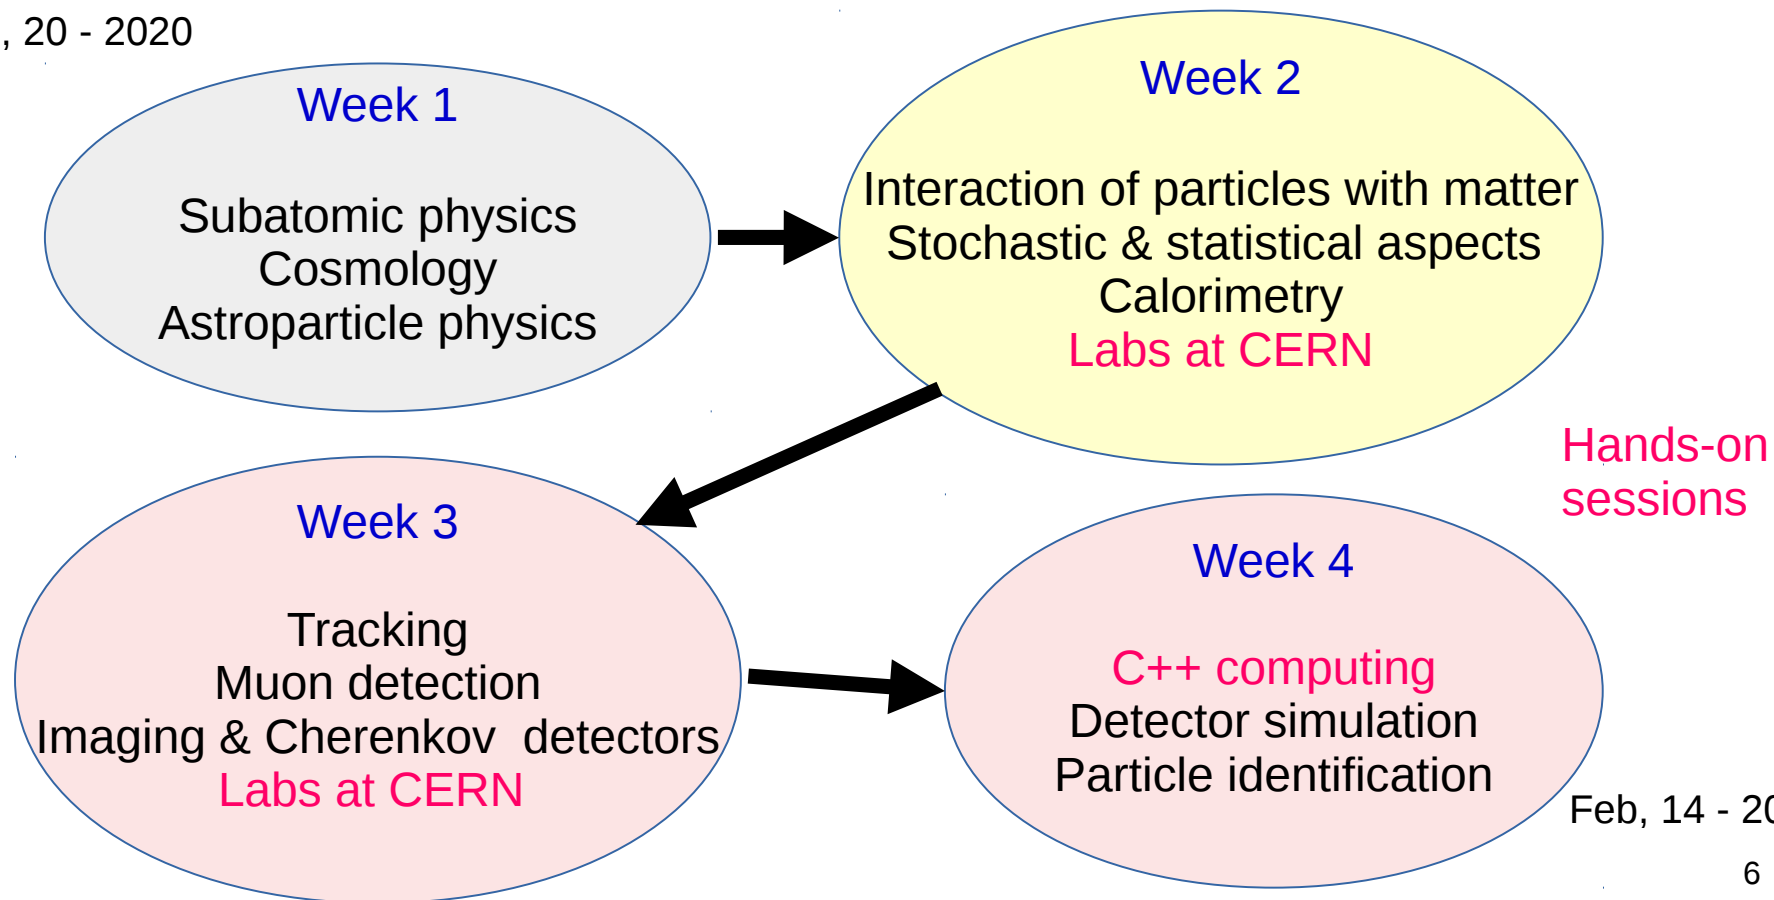 , 20 - 2020
Week 1
Subatomic physics
Cosmology
Astroparticle physics
Week 2
Interaction of particles with matter
Stochastic & statistical aspects
Calorimetry
Labs at CERN
Hands-on
sessions
Week 3
Tracking
Muon detection
Imaging & Cherenkov  detectors
Labs at CERN
Week 4
C++ computing
Detector simulation
Particle identification
Feb, 14 - 20
6